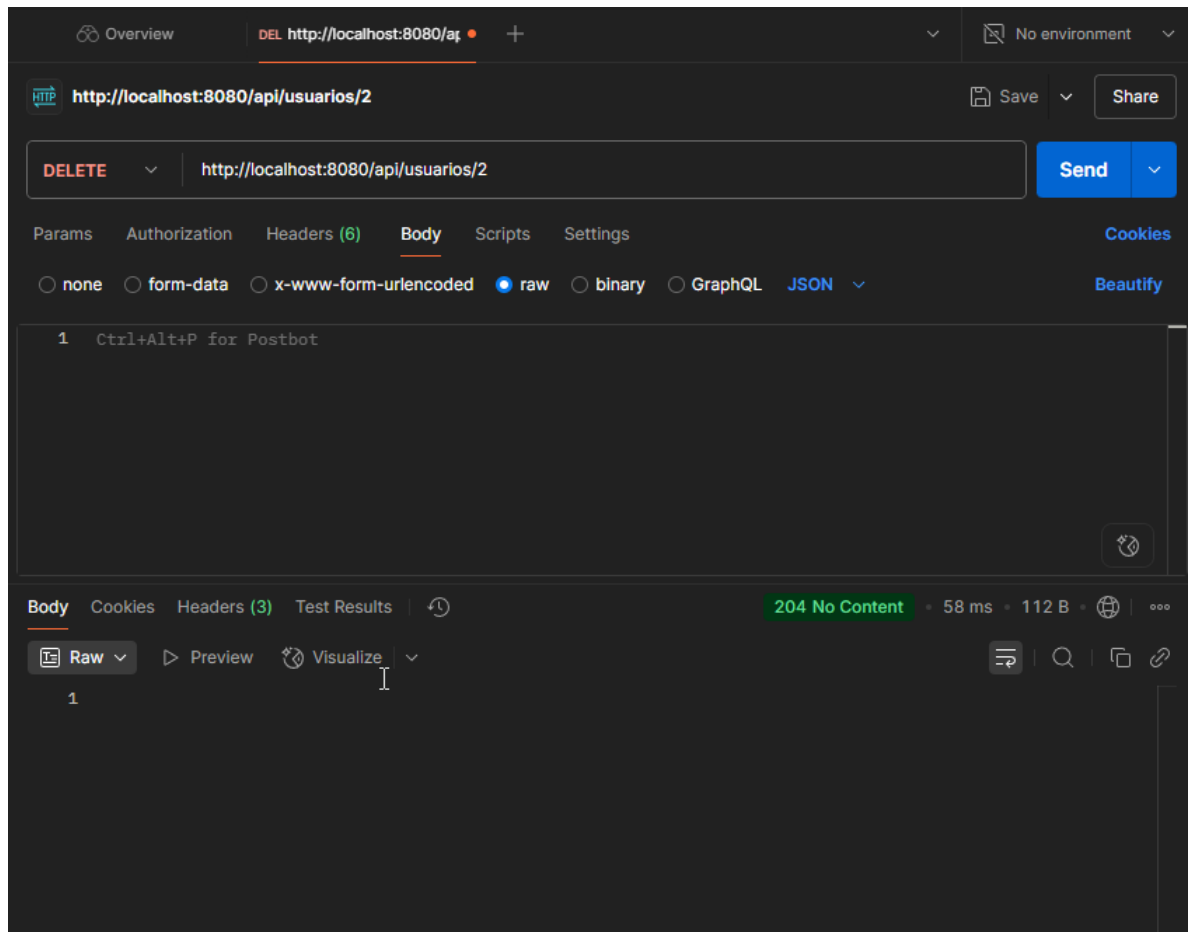 Overview DEL http://localhost:8080/ap No environment
HTTP http://localhost:8080/api/usuarios/2 Save Share
DELETE http://localhost:8080/api/usuarios/2 Send
Params Authorization Headers (6) Body Scripts Settings Cookies
none form-data x-www-form-urlencoded raw binary GraphQL JSON Beautify
1 Ctrl+Alt+P for Postbot
Body Cookies Headers (3) Test Results 204 No Content 58 ms 112 B
Raw Preview Visualize
1